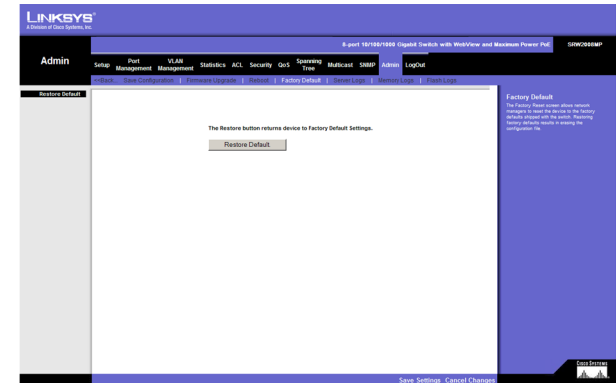 LINKSYS®
A Division of Cisco Systems, Inc.
8-port 10/100/1000 Gigabit Switch with WebView and Maximum Power PoE
SRW2008MP
Admin
Setup Port Management VLAN Management Statistics ACL Security QoS Spanning Tree Multicast SNMP Admin LogOut
<<Back... Save Configuration | Firmware Upgrade | Reboot | Factory Default | Server Logs | Memory Logs | Flash Logs
Restore Default
The Restore button returns device to Factory Default Settings.
Restore Default
Factory Default
The Factory Reset screen allows network
managers to reset the device to the factory
defaults shipped with the switch. Restoring
factory defaults results in erasing the
configuration file
Save Settings Cancel Changes
CISCO SYSTEMS